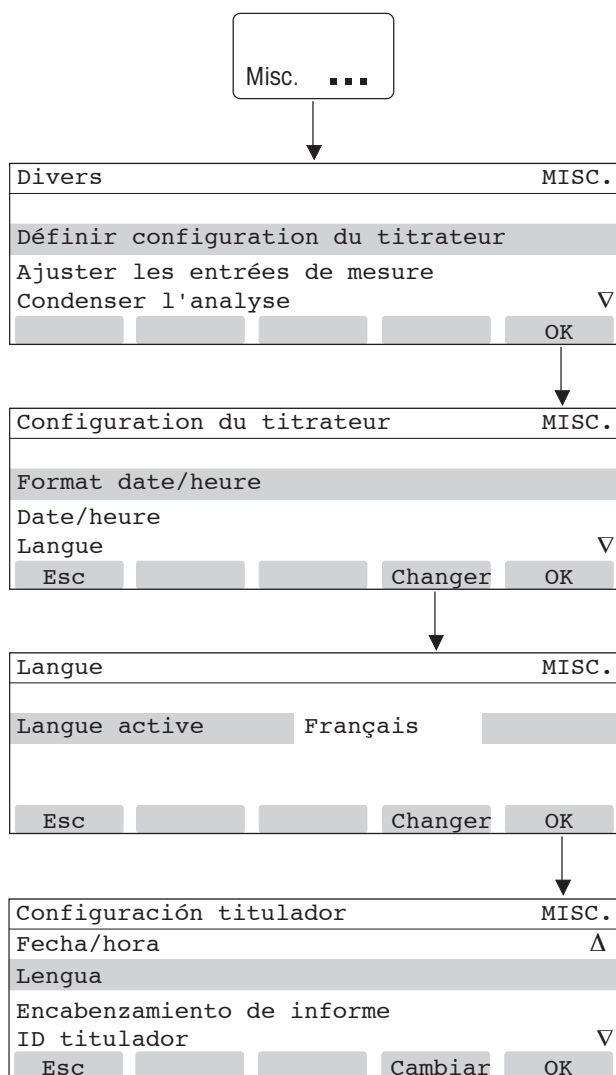 Misc. ...
Divers MISC.
Définir configuration du titrateur
Ajuster les entrées de mesure
Condenser l'analyse ∇
OK
Configuration du titrateur MISC.
Format date/heure
Date/heure
Langue ∇
Esc Changer OK
Langue MISC.
Langue active Français
Esc Changer OK
Configuración titulador MISC.
Fecha/hora Δ
Lengua
Encabenzamiento de informe
ID titulador ∇
Esc Cambiar OK